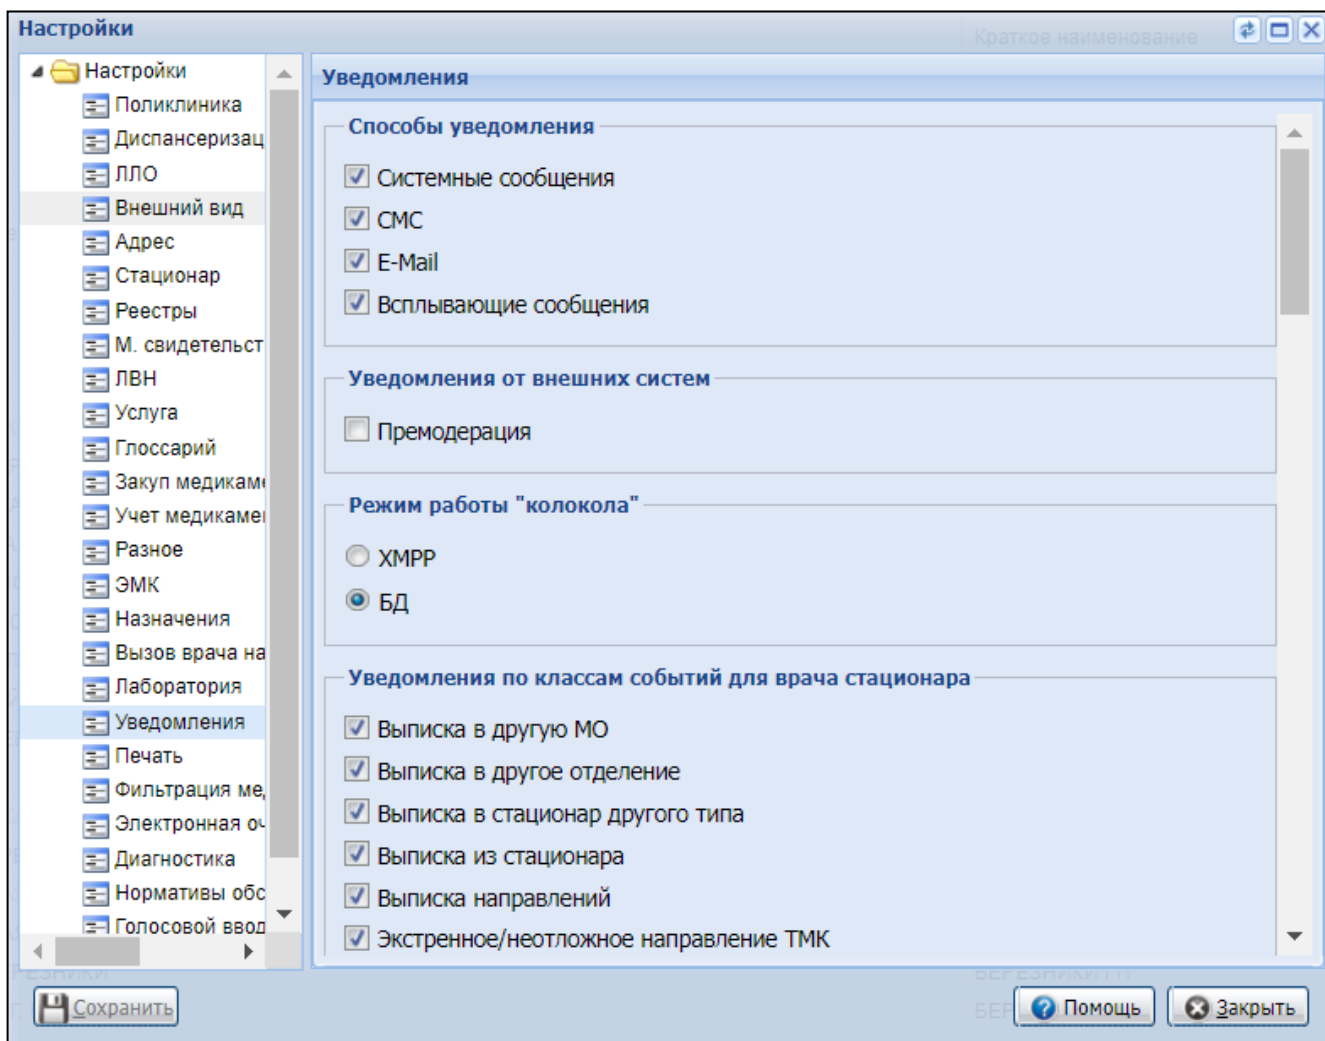 Настройки
Краткое наименование
Настройки
Поликлиника
Диспансеризац
ЛЛО
Внешний вид
Адрес
Стационар
Реестры
М. свидетельст
ЛВН
Услуга
Глоссарий
Закуп медикаме
Учет медикамен
Разное
ЭМК
Назначения
Вызов врача на
Лаборатория
Уведомления
Печать
Фильтрация ме
Электронная оч
Диагностика
Нормативы обс
Голосовой ввод
Уведомления
Способы уведомления
Системные сообщения
СМС
E-Mail
Всплывающие сообщения
Уведомления от внешних систем
Премодерация
Режим работы "колокола"
XMPP
БД
Уведомления по классам событий для врача стационара
Выписка в другую МО
Выписка в другое отделение
Выписка в стационар другого типа
Выписка из стационара
Выписка направлений
Экстренное/неотложное направление ТМК
Сохранить
Помощь
Закрыть